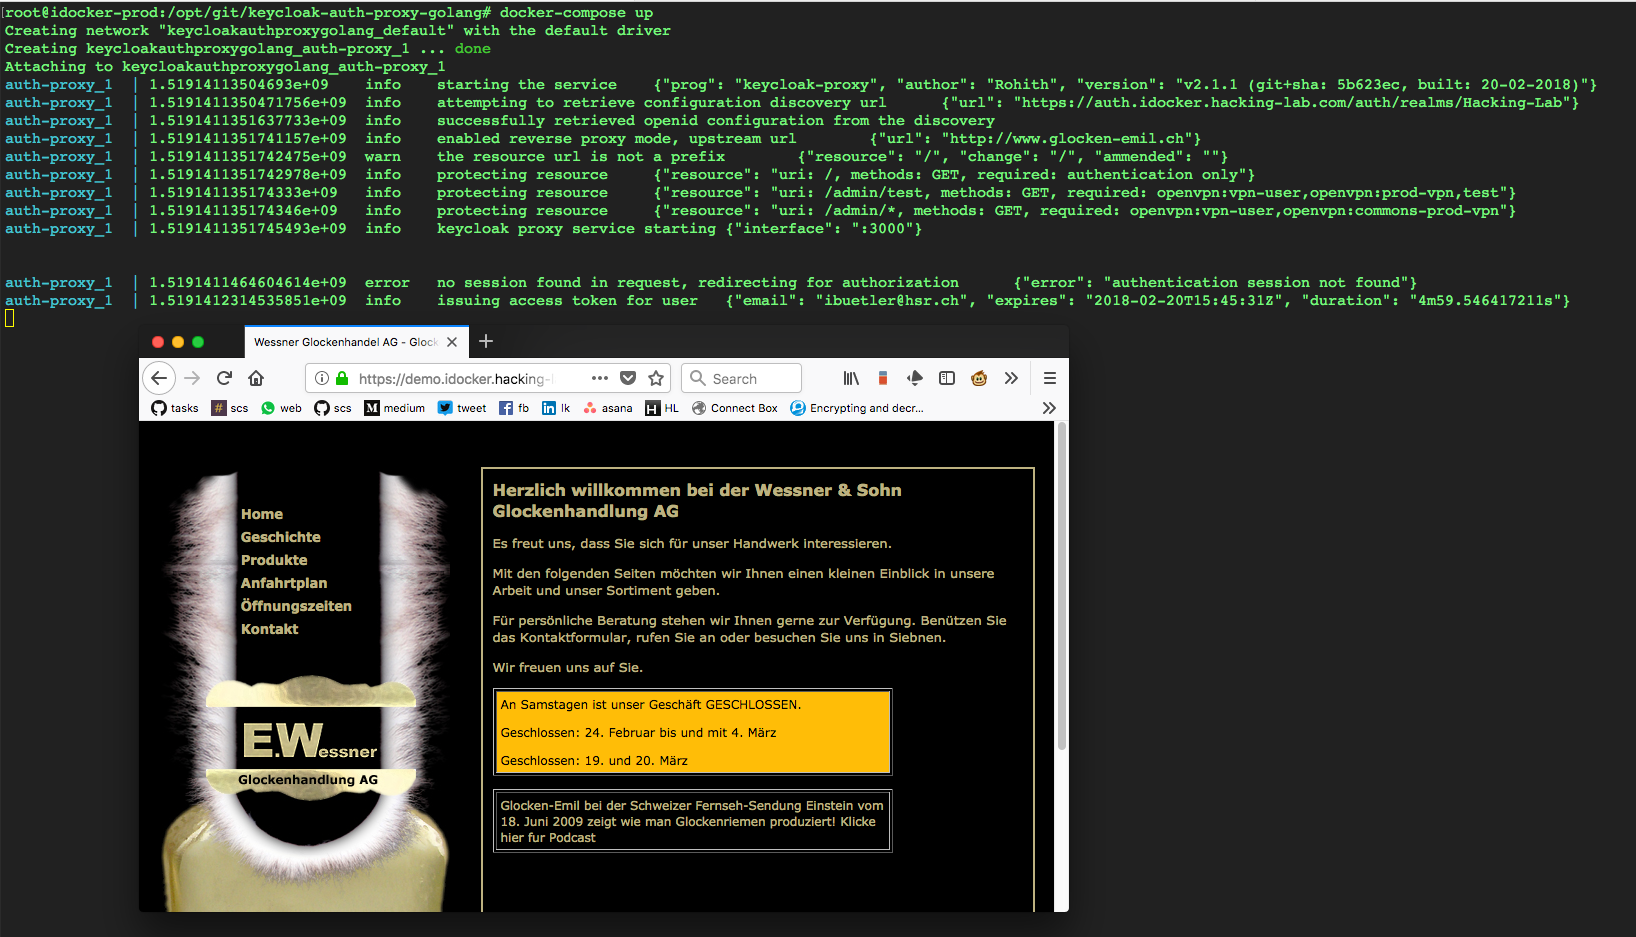 root@idocker-prod:/opt/git/keycloak-auth-proxy-golang# docker-compose up
Creating network "keycloakauthproxygolang_default" with the default driver
Creating keycloakauthproxygolang_auth-proxy_1 ... done
Attaching to keycloakauthproxygolang_auth-proxy_1
auth-proxy_1 | 1.51914113504693e+09 info starting the service {"prog": "keycloak-proxy", "author": "Rohith", "version": "v2.1.1 (git+sha: 5b623ec, built: 20-02-2018)"}
auth-proxy_1 | 1.5191411350471756e+09 info attempting to retrieve configuration discovery url {"url": "https://auth.idocker.hacking-lab.com/auth/realms/Hacking-Lab"}
auth-proxy_1 | 1.5191411351637733e+09 info successfully retrieved openid configuration from the discovery
auth-proxy_1 | 1.5191411351741157e+09 info enabled reverse proxy mode, upstream url {"url": "http://www.glocken-emil.ch"}
auth-proxy_1 | 1.5191411351742475e+09 warn the resource url is not a prefix {"resource": "/", "change": "/", "ammended": ""}
auth-proxy_1 | 1.5191411351742978e+09 info protecting resource {"resource": "uri: /, methods: GET, required: authentication only"}
auth-proxy_1 | 1.519141135174333e+09 info protecting resource {"resource": "uri: /admin/test, methods: GET, required: openvpn:vpn-user,openvpn:prod-vpn,test"}
auth-proxy_1 | 1.519141135174346e+09 info protecting resource {"resource": "uri: /admin/*, methods: GET, required: openvpn:vpn-user,openvpn:commons-prod-vpn"}
auth-proxy_1 | 1.5191411351745493e+09 info keycloak proxy service starting {"interface": ":3000"}
auth-proxy_1 | 1.5191411464604614e+09 error no session found in request, redirecting for authorization {"error": "authentication session not found"}
auth-proxy_1 | 1.5191412314535851e+09 info issuing access token for user {"email": "ibuetler@hsr.ch", "expires": "2018-02-20T15:45:31Z", "duration": "4m59.546417211s"}
Wessner Glockenhandel AG - Glock
https://demo.idocker.hacking-
Search
tasks scs web scs medium tweet fb lk asana HL Connect Box Encrypting and decr...
Home
Geschichte
Produkte
Anfahrtplan
Öffnungszeiten
Kontakt
E.Wessner
Glockenhandlung AG
Herzlich willkommen bei der Wessner & Sohn
Glockenhandlung AG
Es freut uns, dass Sie sich für unser Handwerk interessieren.
Mit den folgenden Seiten möchten wir Ihnen einen kleinen Einblick in unsere
Arbeit und unser Sortiment geben.
Für persönliche Beratung stehen wir Ihnen gerne zur Verfügung. Benützen Sie
das Kontaktformular, rufen Sie an oder besuchen Sie uns in Siebnen.
Wir freuen uns auf Sie.
An Samstagen ist unser Geschäft GESCHLOSSEN.
Geschlossen: 24. Februar bis und mit 4. März
Geschlossen: 19. und 20. März
Glocken-Emil bei der Schweizer Fernseh-Sendung Einstein vom
18. Juni 2009 zeigt wie man Glockenriemen produziert! Klicke
hier fur Podcast